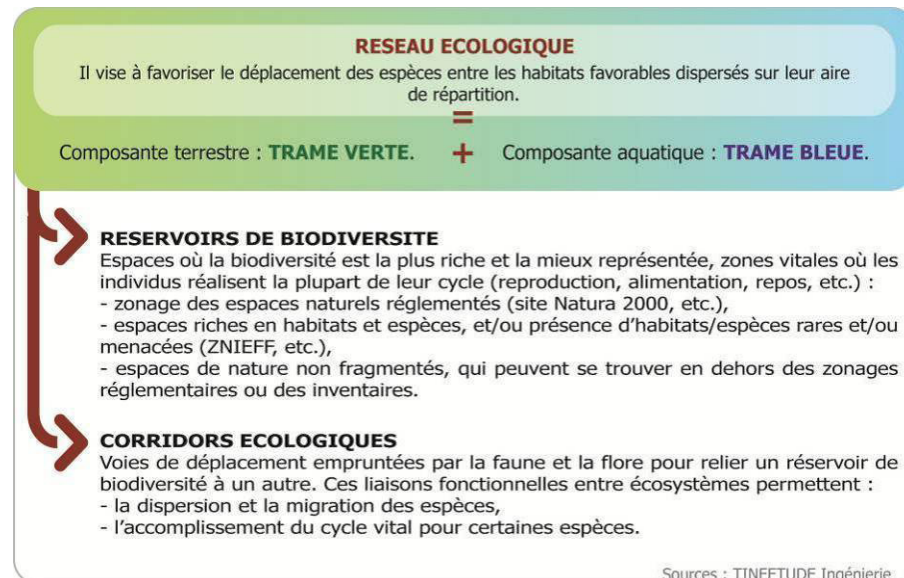 RESEAU ECOLOGIQUE
Il vise à favoriser le déplacement des espèces entre les habitats favorables dispersés sur leur aire
de répartition.
=
Composante terrestre : TRAME VERTE. + Composante aquatique : TRAME BLEUE.
RESERVOIRS DE BIODIVERSITE
Espaces où la biodiversité est la plus riche et la mieux représentée, zones vitales où les
individus réalisent la plupart de leur cycle (reproduction, alimentation, repos, etc.) :
- zonage des espaces naturels réglementés (site Natura 2000, etc.),
- espaces riches en habitats et espèces, et/ou présence d'habitats/espèces rares et/ou
menacées (ZNIEFF, etc.),
- espaces de nature non fragmentés, qui peuvent se trouver en dehors des zonages
réglementaires ou des inventaires.
CORRIDORS ECOLOGIQUES
Voies de déplacement empruntées par la faune et la flore pour relier un réservoir de
biodiversité à un autre. Ces liaisons fonctionnelles entre écosystèmes permettent :
- la dispersion et la migration des espèces,
- l'accomplissement du cycle vital pour certaines espèces.
Sources : TINEETUDE Ingénierie